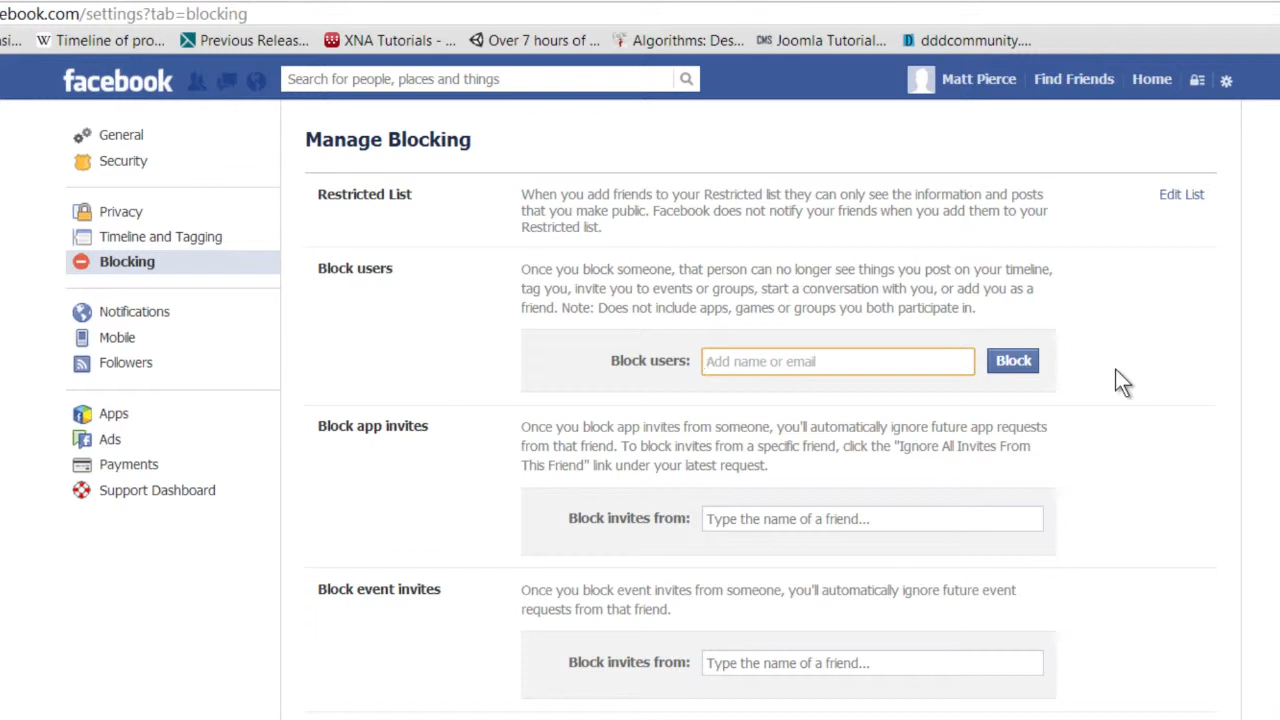 ebook.com/settings?tab=blocking
si... Timeline of pro... Previous Releas... XNA Tutorials - ... Over 7 hours of ... Algorithms: Des... CMS Joomla Tutorial... dddcommunity....
facebook Search for people, places and things Matt Pierce Find Friends Home
General
Security
Privacy
Timeline and Tagging
Blocking
Notifications
Mobile
Followers
Apps
Ads
Payments
Support Dashboard
Manage Blocking
Restricted List
When you add friends to your Restricted list they can only see the information and posts
that you make public. Facebook does not notify your friends when you add them to your
Restricted list.
Edit List
Block users
Once you block someone, that person can no longer see things you post on your timeline,
tag you, invite you to events or groups, start a conversation with you, or add you as a
friend. Note: Does not include apps, games or groups you both participate in.
Block users: Add name or email Block
Block app invites
Once you block app invites from someone, you'll automatically ignore future app requests
from that friend. To block invites from a specific friend, click the "Ignore All Invites From
This Friend" link under your latest request.
Block invites from: Type the name of a friend...
Block event invites
Once you block event invites from someone, you'll automatically ignore future event
requests from that friend.
Block invites from: Type the name of a friend...